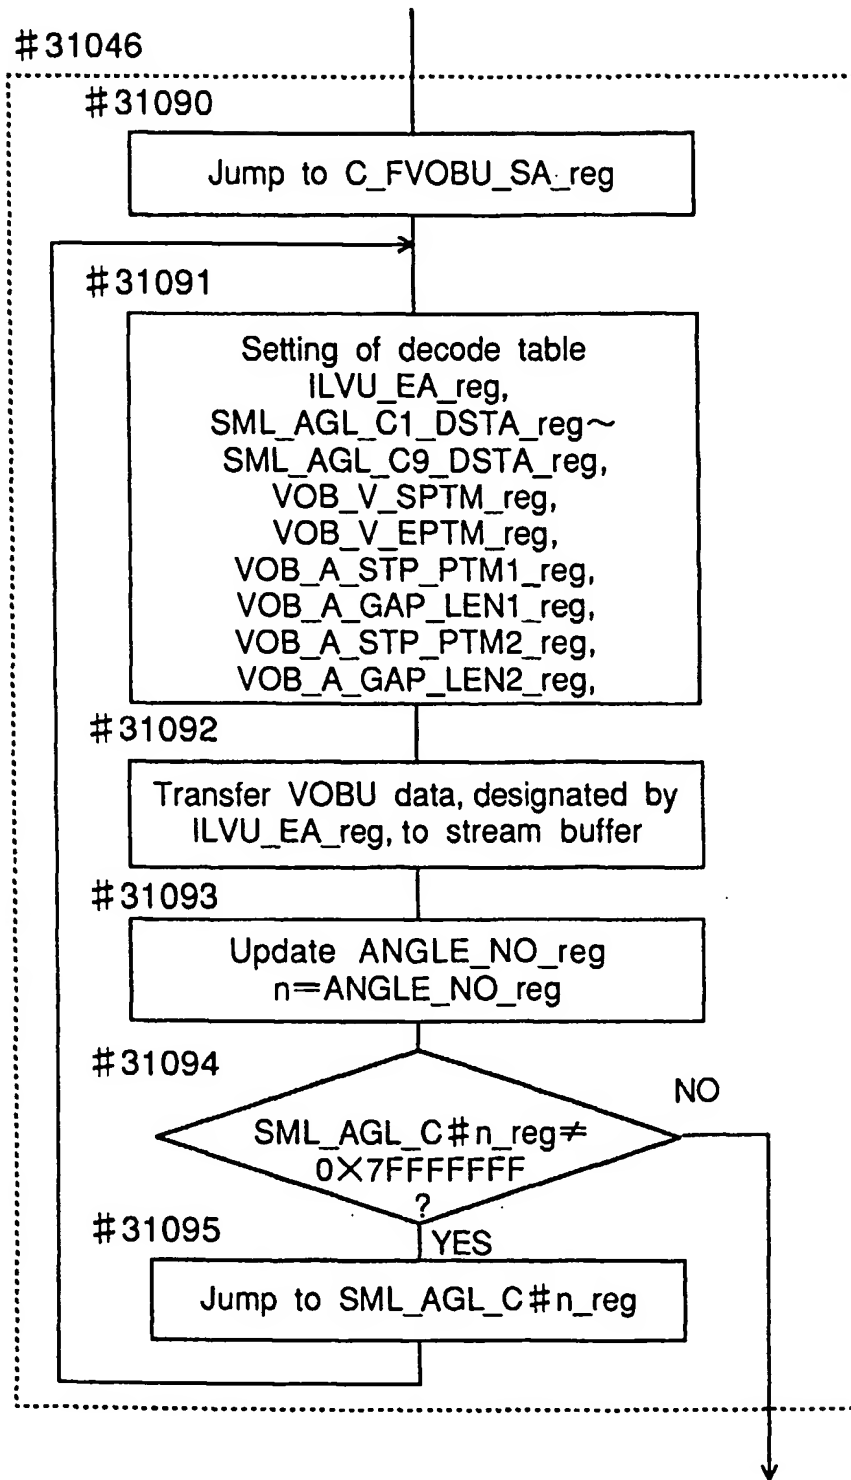 #31046
#31090
Jump to C_FVOBU_SA_reg
#31091
Setting of decode table
ILVU_EA_reg,
SML_AGL_C1_DSTA_reg~
SML_AGL_C9_DSTA_reg,
VOB_V_SPTM_reg,
VOB_V_EPTM_reg,
VOB_A_STP_PTM1_reg,
VOB_A_GAP_LEN1_reg,
VOB_A_STP_PTM2_reg,
VOB_A_GAP_LEN2_reg,
#31092
Transfer VOBU data, designated by
ILVU_EA_reg, to stream buffer
#31093
Update ANGLE_NO_reg
n=ANGLE_NO_reg
#31094
NO
SML_AGL_C#n_reg≠
0X7FFFFFFF
?
#31095
YES
Jump to SML_AGL_C#n_reg